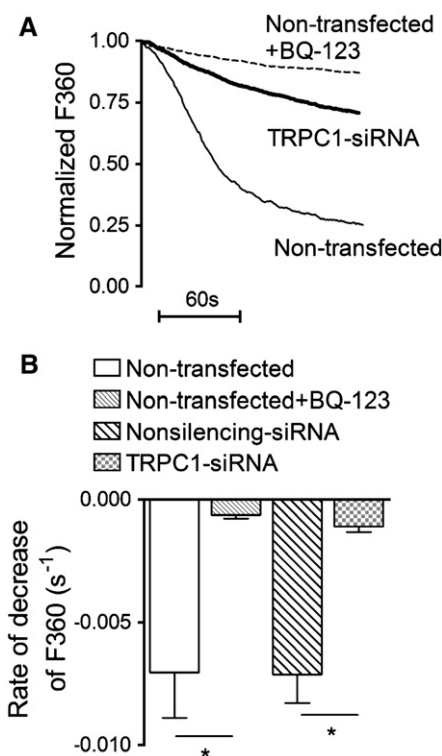 A
Non-transfected
+BQ-123
TRPC1-siRNA
Non-transfected
Normalized F360
1.00
0.75
0.50
0.25
0.00
60s
B
Non-transfected
Non-transfected+BQ-123
Nonsilencing-siRNA
TRPC1-siRNA
Rate of decrease
of F360 (s⁻¹)
0.000
-0.005
-0.010
*
*